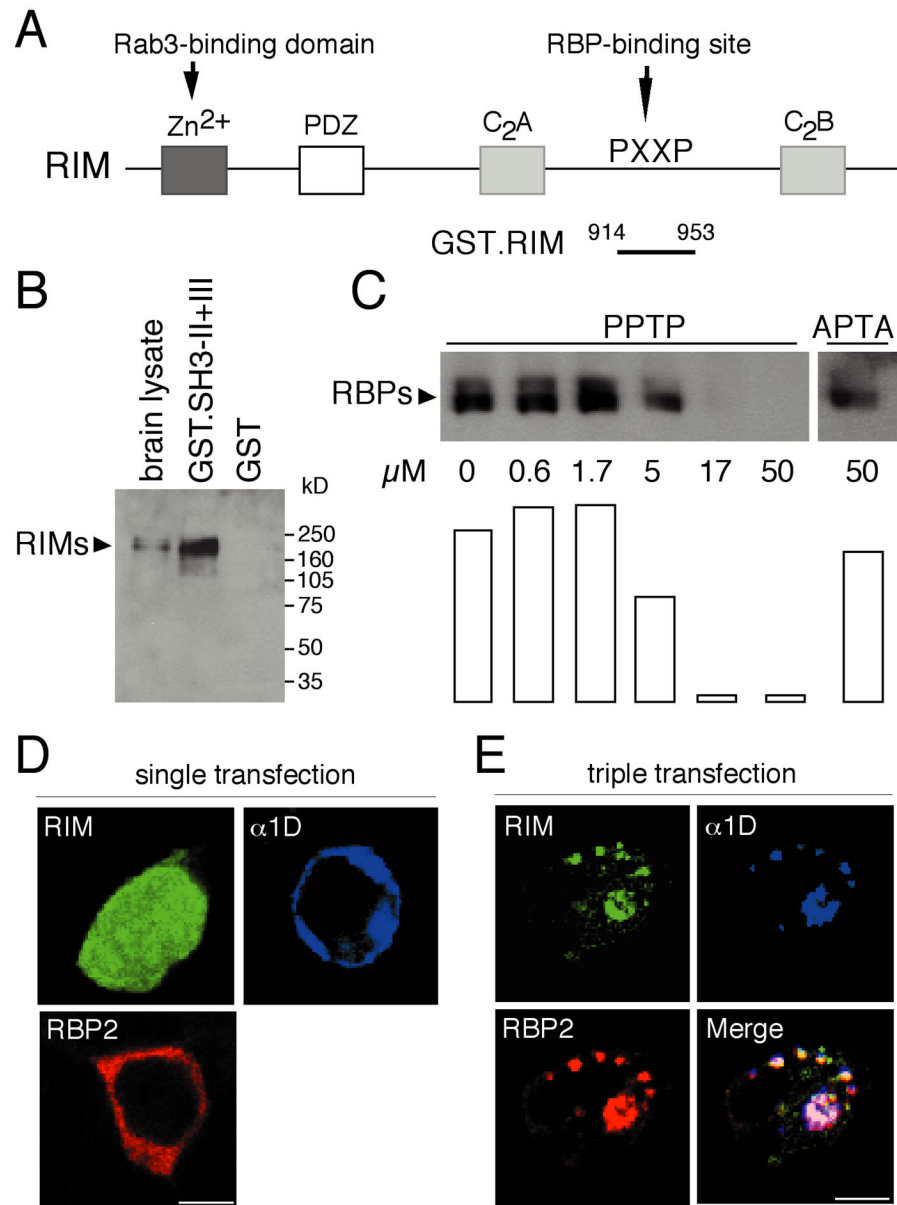 A
Rab3-binding domain
RBP-binding site
Zn2+
PDZ
C2A
PXXP
C2B
RIM
GST.RIM
914
953
B
brain lysate
GST.SH3-II+III
GST
kD
RIMs
250
160
105
75
50
35
C
PPTP
APTA
RBPs
µM
0
0.6
1.7
5
17
50
50
D
single transfection
RIM
α1D
RBP2
E
triple transfection
RIM
α1D
RBP2
Merge